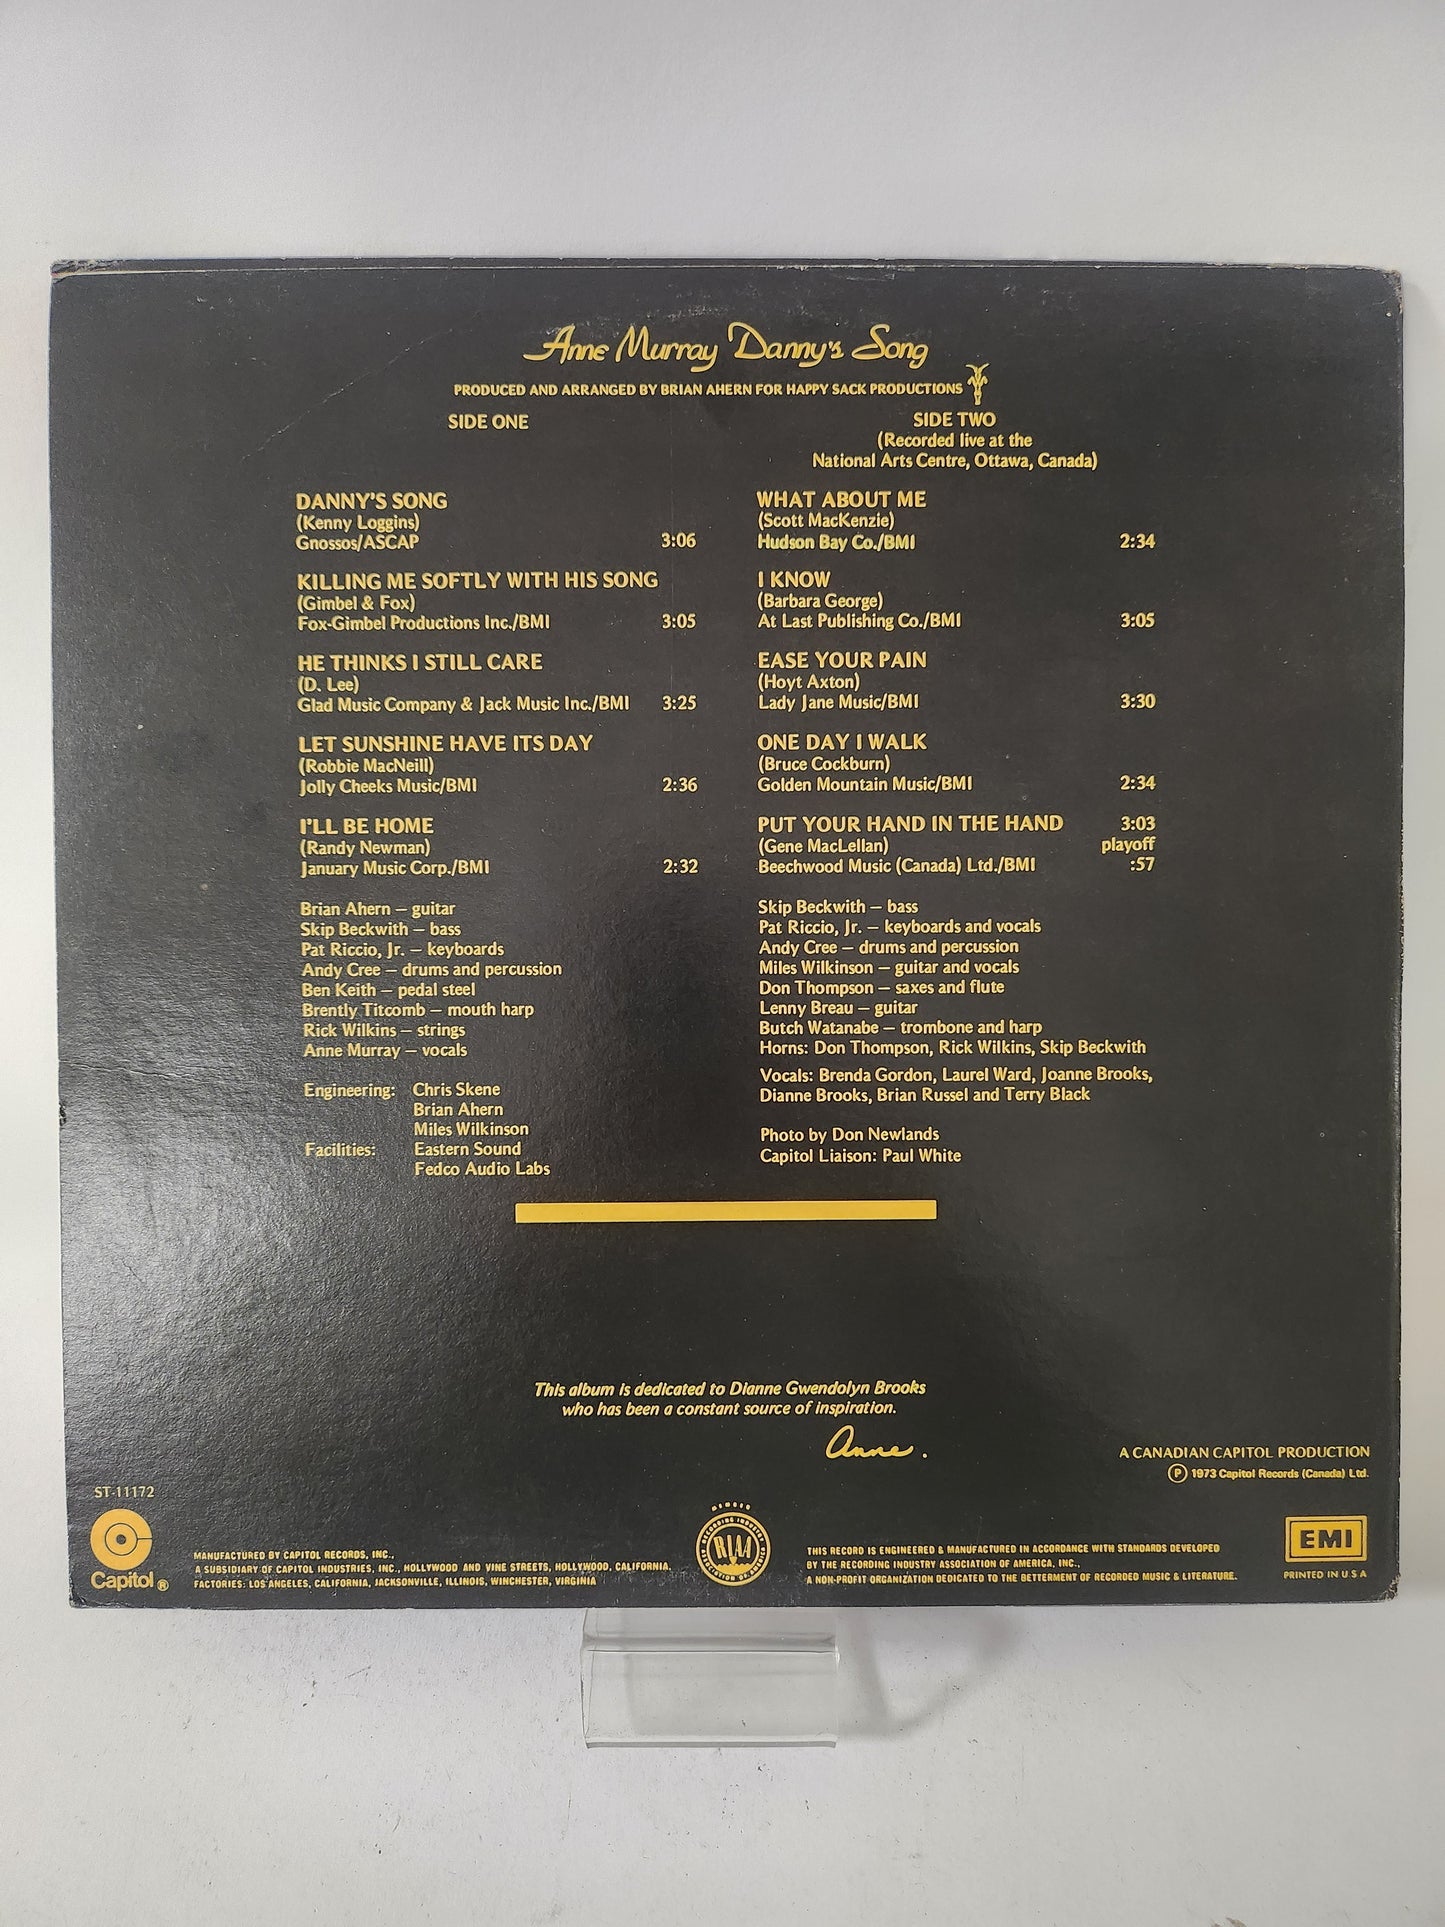 Anne Murray Danny's Song
PRODUCED AND ARRANGED BY BRIAN AHERN FOR HAPPY SACK PRODUCTIONS
SIDE ONE
DANNY'S SONG
(Kenny Loggins)
Gnossos/ASCAP 3:06
KILLING ME SOFTLY WITH HIS SONG
(Gimbel & Fox)
Fox-Gimbel Productions Inc./BMI 3:05
HE THINKS I STILL CARE
(D. Lee)
Glad Music Company & Jack Music Inc./BMI 3:25
LET SUNSHINE HAVE ITS DAY
(Robbie MacNeill)
Jolly Cheeks Music/BMI 2:36
I'LL BE HOME
(Randy Newman)
January Music Corp./BMI 2:32
Brian Ahern — guitar
Skip Beckwith — bass
Pat Riccio, Jr. — keyboards
Andy Cree — drums and percussion
Ben Keith — pedal steel
Brently Titcomb — mouth harp
Rick Wilkins — strings
Anne Murray — vocals
Engineering: Chris Skene
Brian Ahern
Miles Wilkinson
Facilities: Eastern Sound
Fedco Audio Labs
SIDE TWO
(Recorded live at the
National Arts Centre, Ottawa, Canada)
WHAT ABOUT ME
(Scott MacKenzie)
Hudson Bay Co./BMI 2:34
I KNOW
(Barbara George)
At Last Publishing Co./BMI 3:05
EASE YOUR PAIN
(Hoyt Axton)
Lady Jane Music/BMI 3:30
ONE DAY I WALK
(Bruce Cockburn)
Golden Mountain Music/BMI 2:34
PUT YOUR HAND IN THE HAND 3:03
(Gene MacLellan) playoff
Beechwood Music (Canada) Ltd./BMI :57
Skip Beckwith — bass
Pat Riccio, Jr. — keyboards and vocals
Andy Cree — drums and percussion
Miles Wilkinson — guitar and vocals
Don Thompson — saxes and flute
Lenny Breau — guitar
Butch Watanabe — trombone and harp
Horns: Don Thompson, Rick Wilkins, Skip Beckwith
Vocals: Brenda Gordon, Laurel Ward, Joanne Brooks,
Dianne Brooks, Brian Russel and Terry Black
Photo by Don Newlands
Capitol Liaison: Paul White
This album is dedicated to Dianne Gwendolyn Brooks
who has been a constant source of inspiration.
Anne.
A CANADIAN CAPITOL PRODUCTION
Ⓟ 1973 Capitol Records (Canada) Ltd.
ST-11172
Capitol®
MANUFACTURED BY CAPITOL RECORDS, INC.,
A SUBSIDIARY OF CAPITOL INDUSTRIES, INC., HOLLYWOOD AND VINE STREETS, HOLLYWOOD, CALIFORNIA.
FACTORIES: LOS ANGELES, CALIFORNIA, JACKSONVILLE, ILLINOIS, WINCHESTER, VIRGINIA
MEMBER
RECORDING INDUSTRY ASSOCIATION OF AMERICA
RIAA
THIS RECORD IS ENGINEERED & MANUFACTURED IN ACCORDANCE WITH STANDARDS DEVELOPED
BY THE RECORDING INDUSTRY ASSOCIATION OF AMERICA, INC.,
A NON-PROFIT ORGANIZATION DEDICATED TO THE BETTERMENT OF RECORDED MUSIC & LITERATURE.
EMI
PRINTED IN U S A